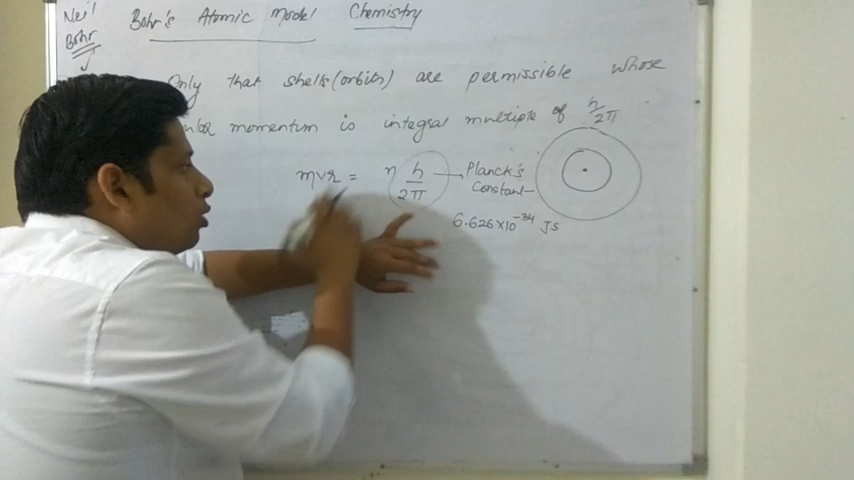 Nei'l
Bohr
Bohr's Atomic Model Chemistry
Only that shells(orbits) are permissible whose
momentum is integral multiple of h/2π
mvr = n h/2π → Planck's
Constant
6.626×10⁻³⁴ Js